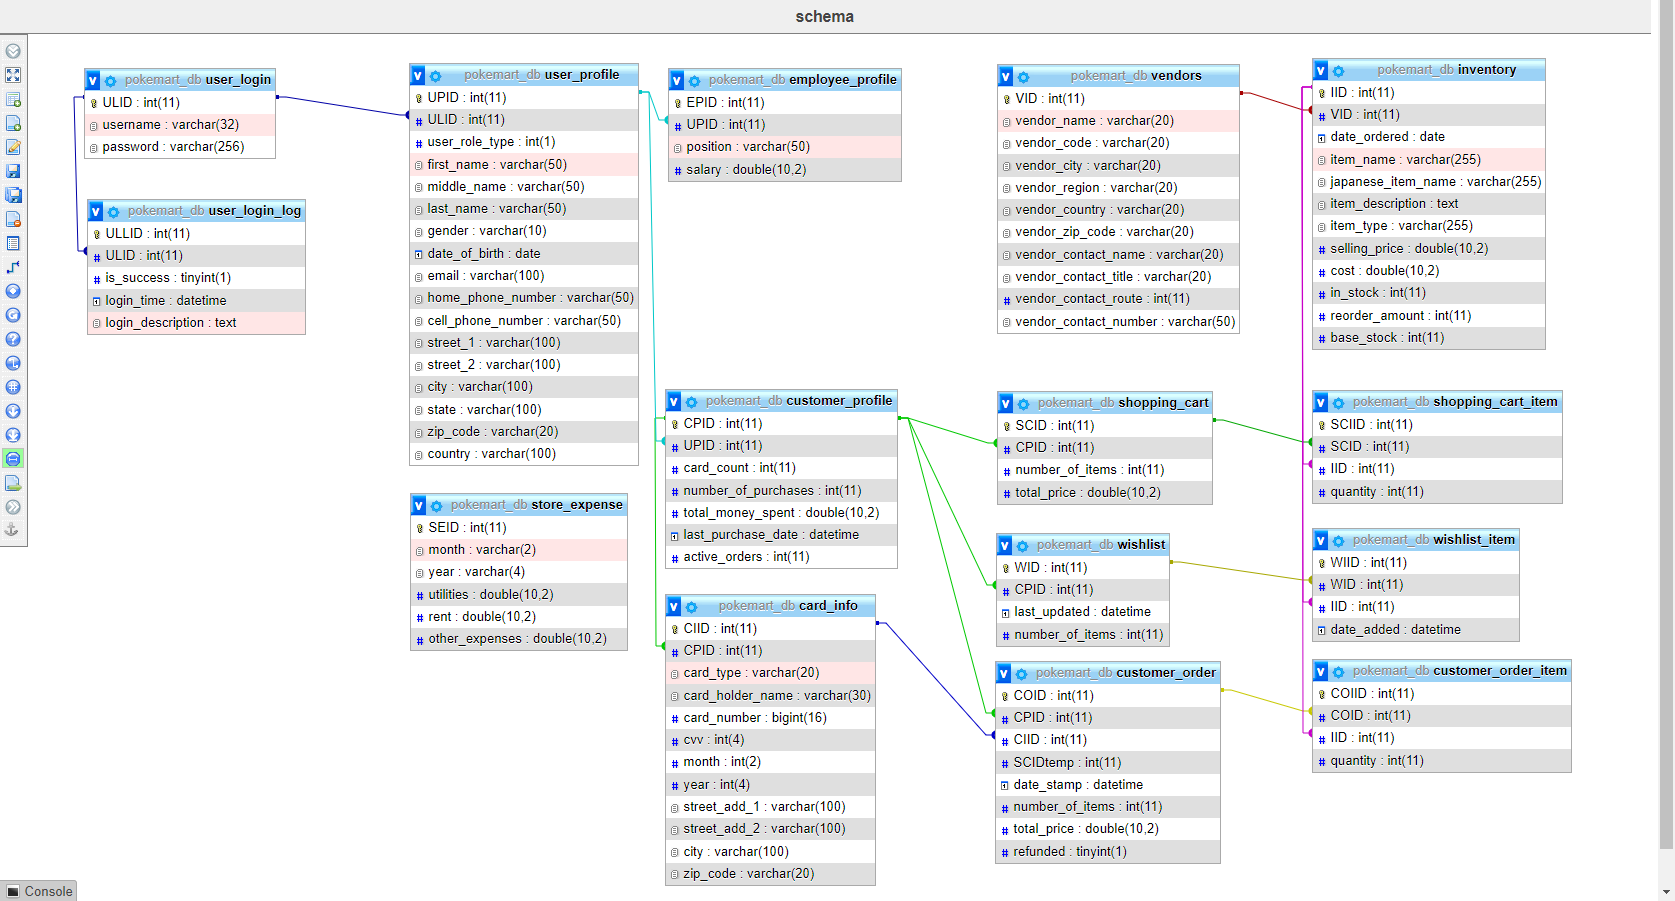 schema
pokemart_db user_login
ULID : int(11)
username : varchar(32)
password : varchar(256)
pokemart_db user_login_log
ULLID : int(11)
ULID : int(11)
is_success : tinyint(1)
login_time : datetime
login_description : text
pokemart_db user_profile
UPID : int(11)
ULID : int(11)
user_role_type : int(1)
first_name : varchar(50)
middle_name : varchar(50)
last_name : varchar(50)
gender : varchar(10)
date_of_birth : date
email : varchar(100)
home_phone_number : varchar(50)
cell_phone_number : varchar(50)
street_1 : varchar(100)
street_2 : varchar(100)
city : varchar(100)
state : varchar(100)
zip_code : varchar(20)
country : varchar(100)
pokemart_db store_expense
SEID : int(11)
month : varchar(2)
year : varchar(4)
utilities : double(10,2)
rent : double(10,2)
other_expenses : double(10,2)
pokemart_db employee_profile
EPID : int(11)
UPID : int(11)
position : varchar(50)
salary : double(10,2)
pokemart_db customer_profile
CPID : int(11)
UPID : int(11)
card_count : int(11)
number_of_purchases : int(11)
total_money_spent : double(10,2)
last_purchase_date : datetime
active_orders : int(11)
pokemart_db card_info
CIID : int(11)
CPID : int(11)
card_type : varchar(20)
card_holder_name : varchar(30)
card_number : bigint(16)
cvv : int(4)
month : int(2)
year : int(4)
street_add_1 : varchar(100)
street_add_2 : varchar(100)
city : varchar(100)
zip_code : varchar(20)
pokemart_db vendors
VID : int(11)
vendor_name : varchar(20)
vendor_code : varchar(20)
vendor_city : varchar(20)
vendor_region : varchar(20)
vendor_country : varchar(20)
vendor_zip_code : varchar(20)
vendor_contact_name : varchar(20)
vendor_contact_title : varchar(20)
vendor_contact_route : int(11)
vendor_contact_number : varchar(50)
pokemart_db shopping_cart
SCID : int(11)
CPID : int(11)
number_of_items : int(11)
total_price : double(10,2)
pokemart_db wishlist
WID : int(11)
CPID : int(11)
last_updated : datetime
number_of_items : int(11)
pokemart_db customer_order
COID : int(11)
CPID : int(11)
CIID : int(11)
SCIDtemp : int(11)
date_stamp : datetime
number_of_items : int(11)
total_price : double(10,2)
refunded : tinyint(1)
pokemart_db inventory
IID : int(11)
VID : int(11)
date_ordered : date
item_name : varchar(255)
japanese_item_name : varchar(255)
item_description : text
item_type : varchar(255)
selling_price : double(10,2)
cost : double(10,2)
in_stock : int(11)
reorder_amount : int(11)
base_stock : int(11)
pokemart_db shopping_cart_item
SCIID : int(11)
SCID : int(11)
IID : int(11)
quantity : int(11)
pokemart_db wishlist_item
WIID : int(11)
WID : int(11)
IID : int(11)
date_added : datetime
pokemart_db customer_order_item
COIID : int(11)
COID : int(11)
IID : int(11)
quantity : int(11)
Console